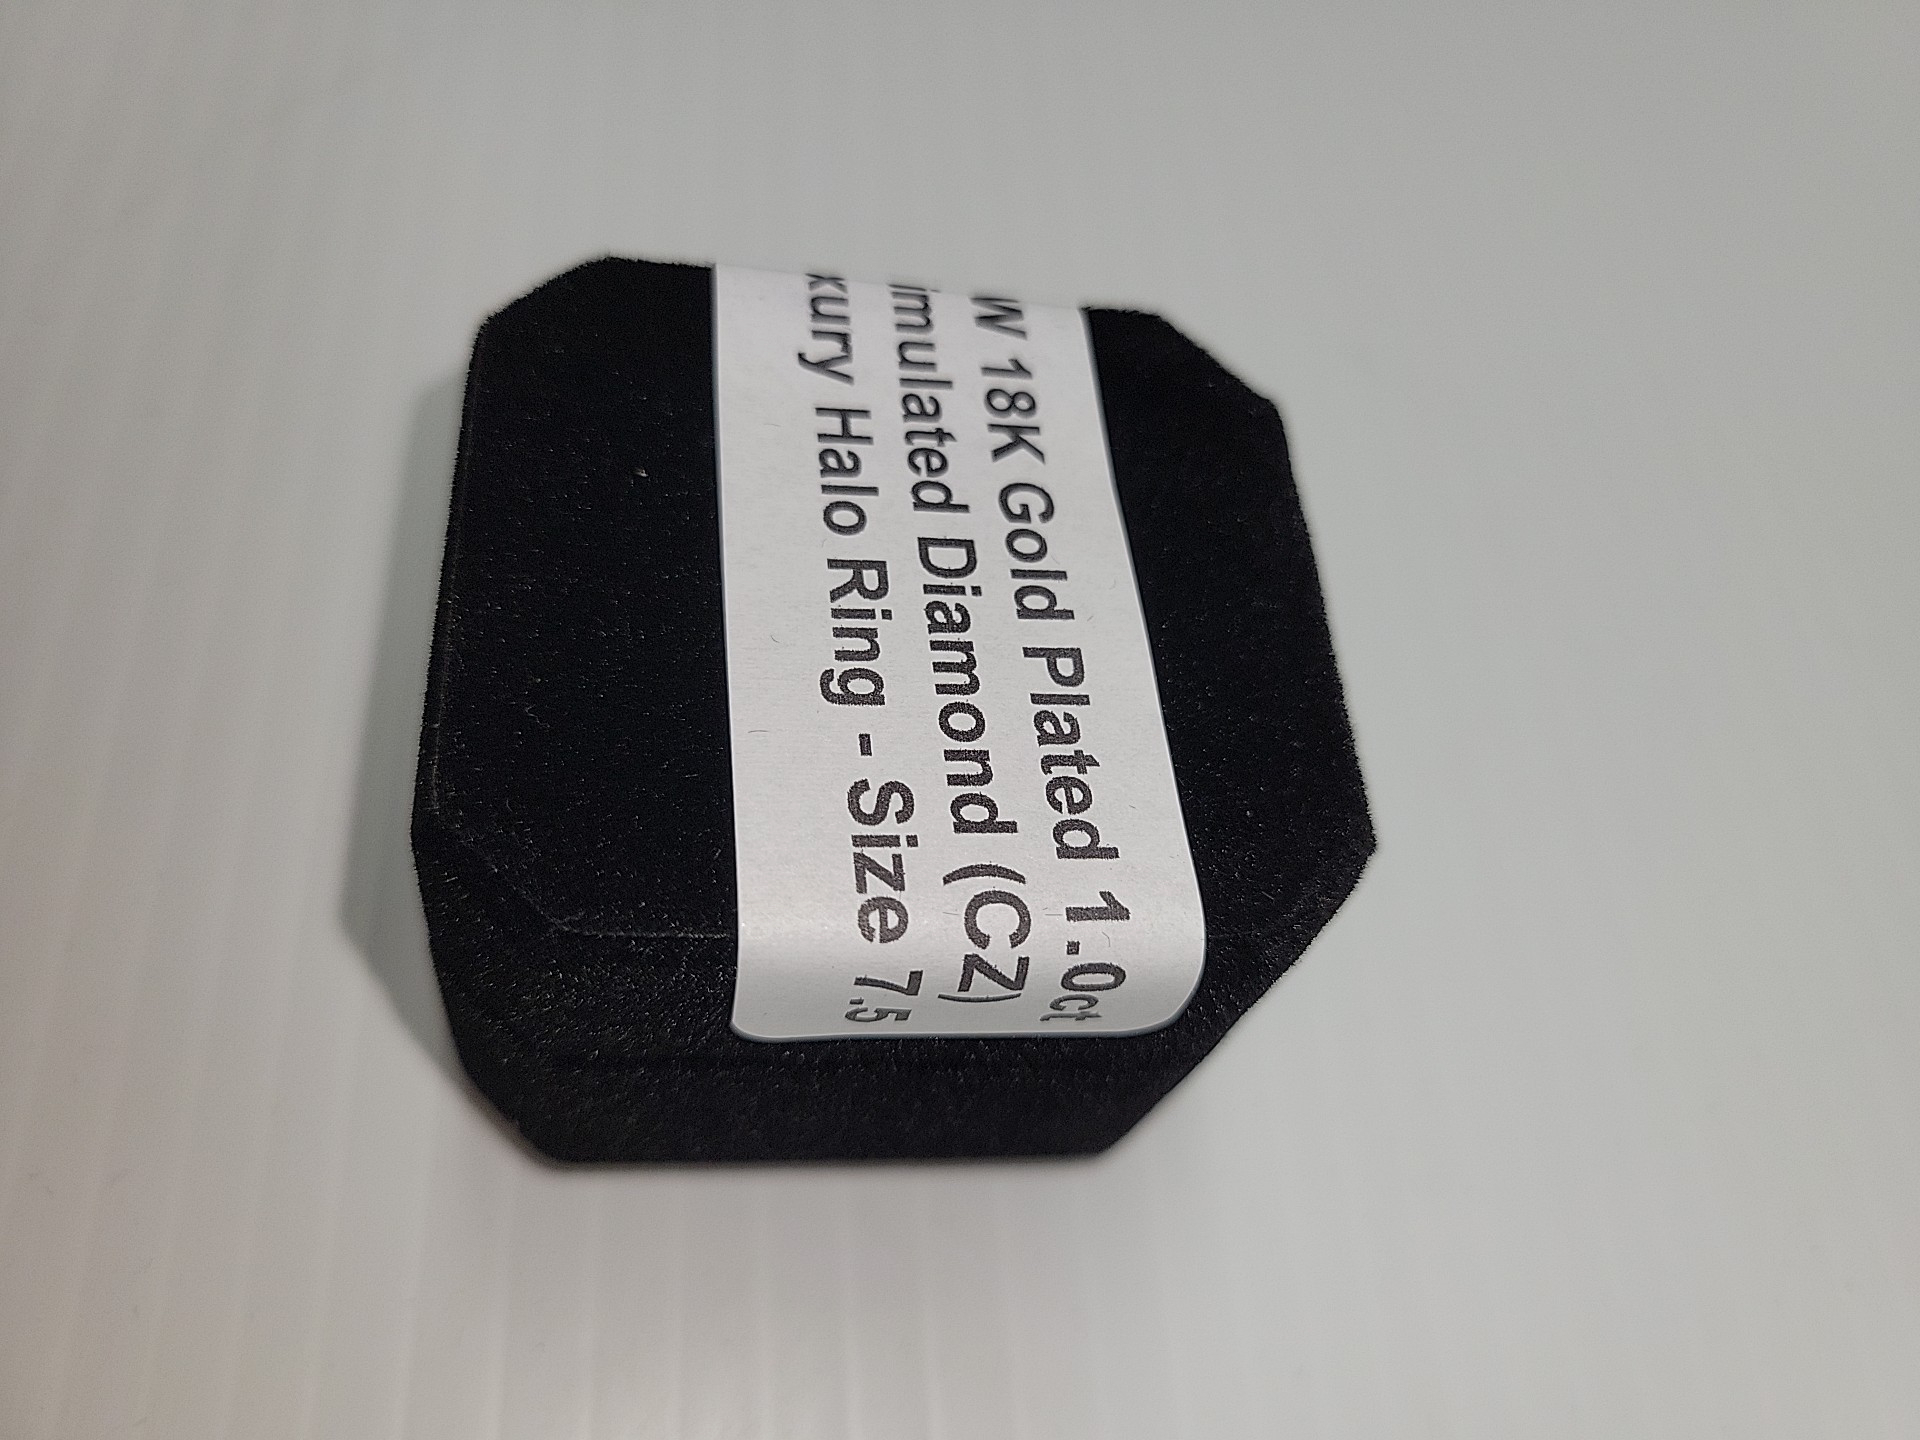 W 18K Gold Plated 1.0ct
imulated Diamond (CZ)
xury Halo Ring - Size 7.5